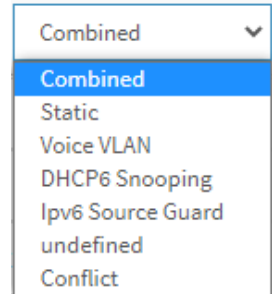 Combined
Combined
Static
Voice VLAN
DHCP6 Snooping
Ipv6 Source Guard
undefined
Conflict